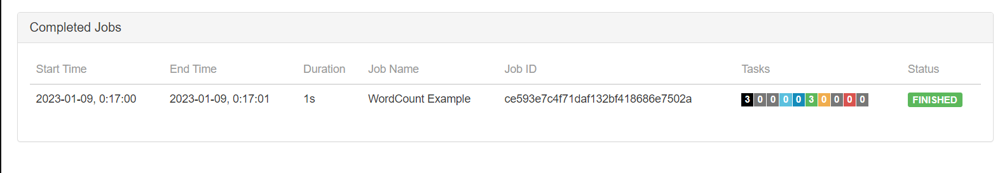 Completed Jobs
Start Time End Time Duration Job Name Job ID Tasks Status
2023-01-09, 0:17:00 2023-01-09, 0:17:01 1s WordCount Example ce593e7c4f71daf132bf418686e7502a 3 0 0 0 0 3 0 0 0 0 FINISHED